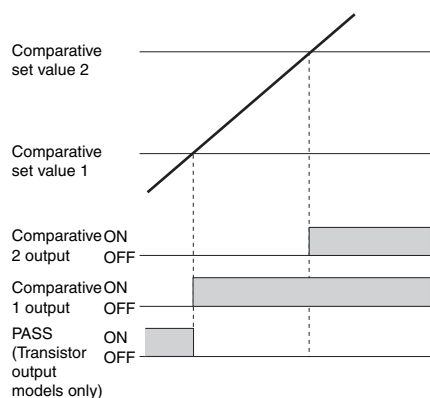 Comparative
set value 2
Comparative
set value 1
Comparative ON
2 output OFF
Comparative ON
1 output OFF
PASS ON
(Transistor OFF
output
models only)